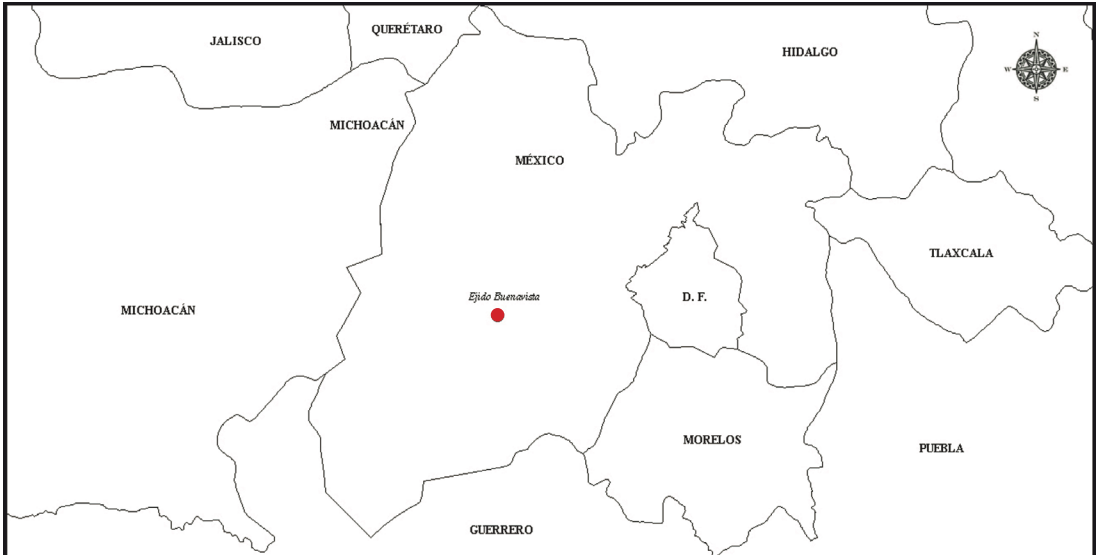 QUERÉTARO
JALISCO
HIDALGO
N
W
E
S
MICHOACÁN
MÉXICO
TLAXCALA
Ejido Buenavista
D. F.
MICHOACÁN
MORELOS
PUEBLA
GUERRERO